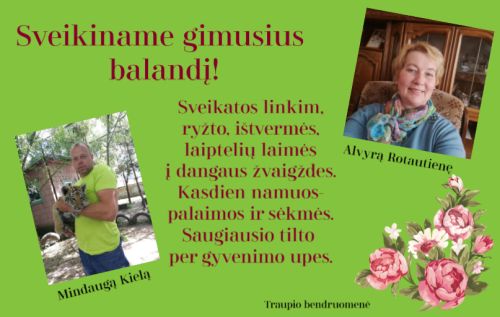 Sveikiname gimusius
balandį!
Sveikatos linkim,
ryžto, ištvermės,
laiptelių laimės
į dangaus žvaigždes.
Kasdien namuos-
palaimos ir sėkmės.
Saugiausio tilto
per gyvenimo upes.
Alvyrą Rotautienę
Mindaugą Kielą
Traupio bendruomenė